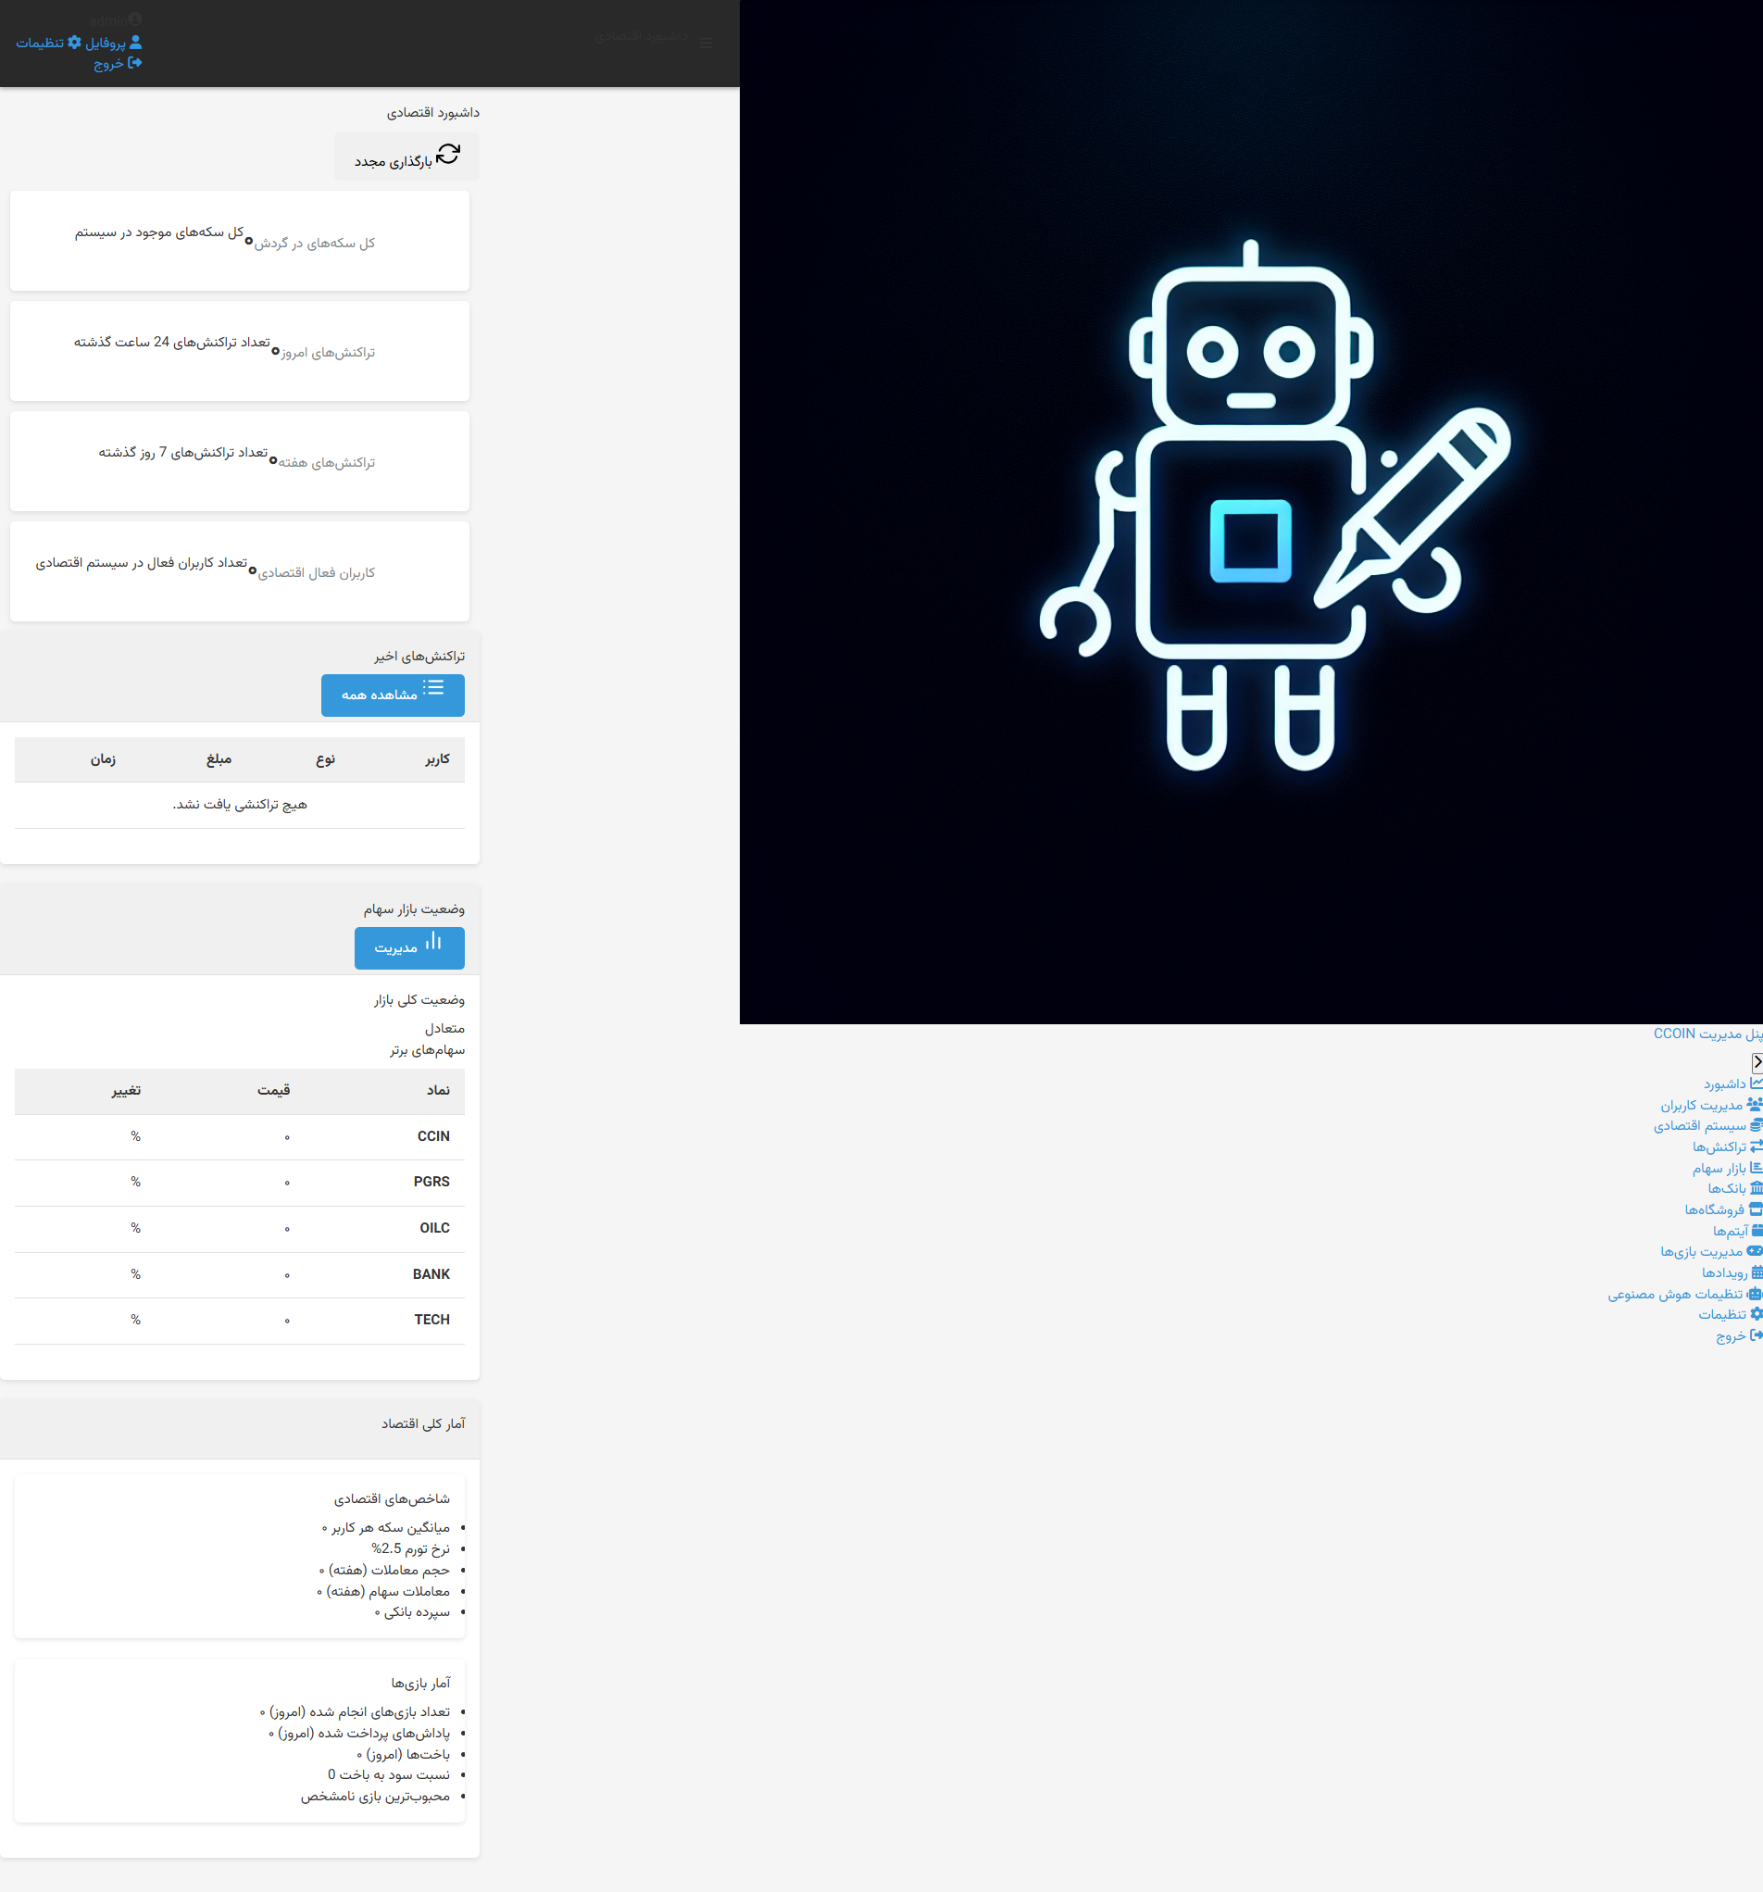 admin
پروفایل تنظیمات
خروج
داشبورد اقتصادی
پنل مدیریت CCOIN
داشبورد
مدیریت کاربران
سیستم اقتصادی
تراکنش‌ها
بازار سهام
بانک‌ها
فروشگاه‌ها
آیتم‌ها
مدیریت بازی‌ها
رویدادها
تنظیمات هوش مصنوعی
تنظیمات
خروج
داشبورد اقتصادی
بارگذاری مجدد
کل سکه‌های در گردش ۰ کل سکه‌های موجود در سیستم
تراکنش‌های امروز ۰ تعداد تراکنش‌های 24 ساعت گذشته
تراکنش‌های هفته ۰ تعداد تراکنش‌های 7 روز گذشته
کاربران فعال اقتصادی ۰ تعداد کاربران فعال در سیستم اقتصادی
تراکنش‌های اخیر
مشاهده همه
کاربر نوع مبلغ زمان
هیچ تراکنشی یافت نشد.
وضعیت بازار سهام
مدیریت
وضعیت کلی بازار
متعادل
سهام‌های برتر
نماد قیمت تغییر
CCIN ۰ %
PGRS ۰ %
OILC ۰ %
BANK ۰ %
TECH ۰ %
آمار کلی اقتصاد
شاخص‌های اقتصادی
میانگین سکه هر کاربر ۰
نرخ تورم 2.5%
حجم معاملات (هفته) ۰
معاملات سهام (هفته) ۰
سپرده بانکی ۰
آمار بازی‌ها
تعداد بازی‌های انجام شده (امروز) ۰
پاداش‌های پرداخت شده (امروز) ۰
باخت‌ها (امروز) ۰
نسبت سود به باخت 0
محبوب‌ترین بازی نامشخص